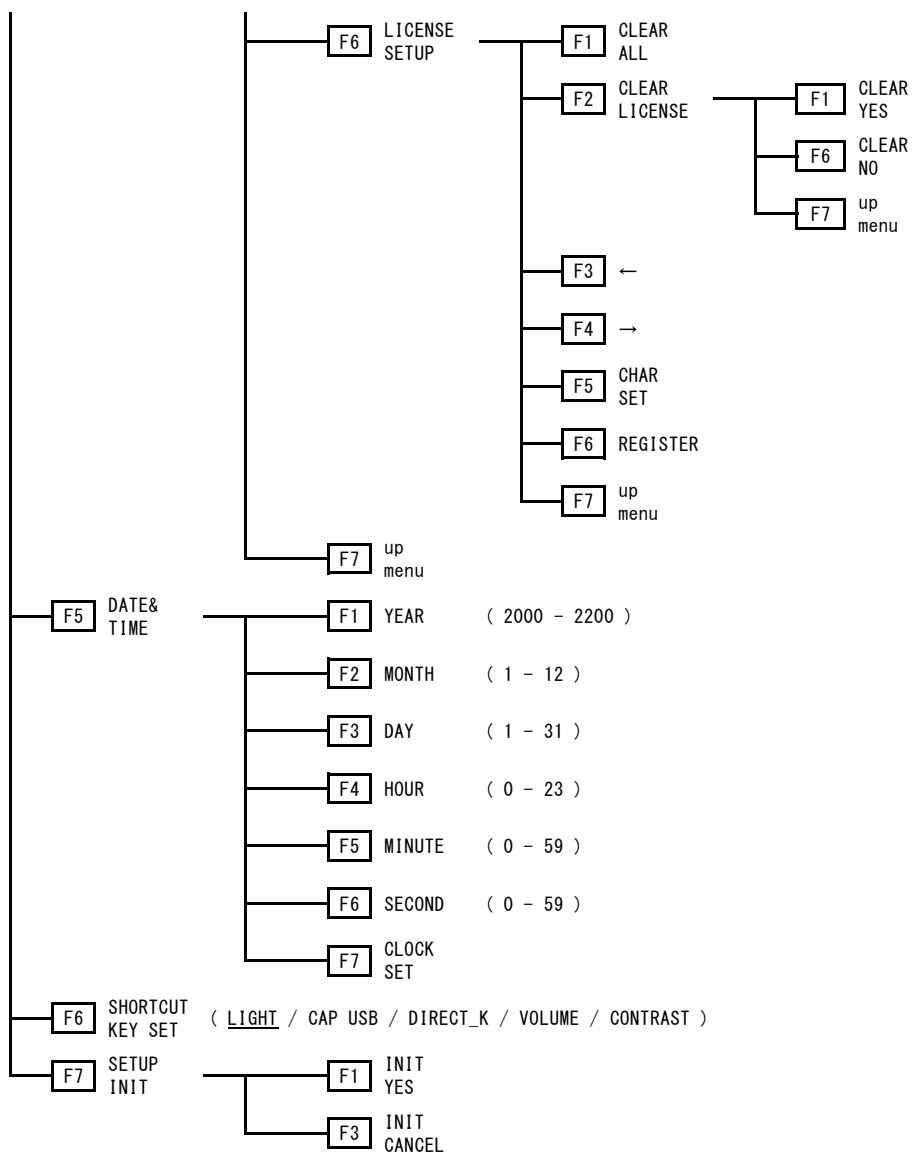 F6 LICENSE SETUP
F1 CLEAR ALL
F2 CLEAR LICENSE
F1 CLEAR YES
F6 CLEAR NO
F7 up menu
F3 ←
F4 →
F5 CHAR SET
F6 REGISTER
F7 up menu
F7 up menu
F5 DATE& TIME
F1 YEAR ( 2000 - 2200 )
F2 MONTH ( 1 - 12 )
F3 DAY ( 1 - 31 )
F4 HOUR ( 0 - 23 )
F5 MINUTE ( 0 - 59 )
F6 SECOND ( 0 - 59 )
F7 CLOCK SET
F6 SHORTCUT KEY SET ( LIGHT / CAP USB / DIRECT_K / VOLUME / CONTRAST )
F7 SETUP INIT
F1 INIT YES
F3 INIT CANCEL